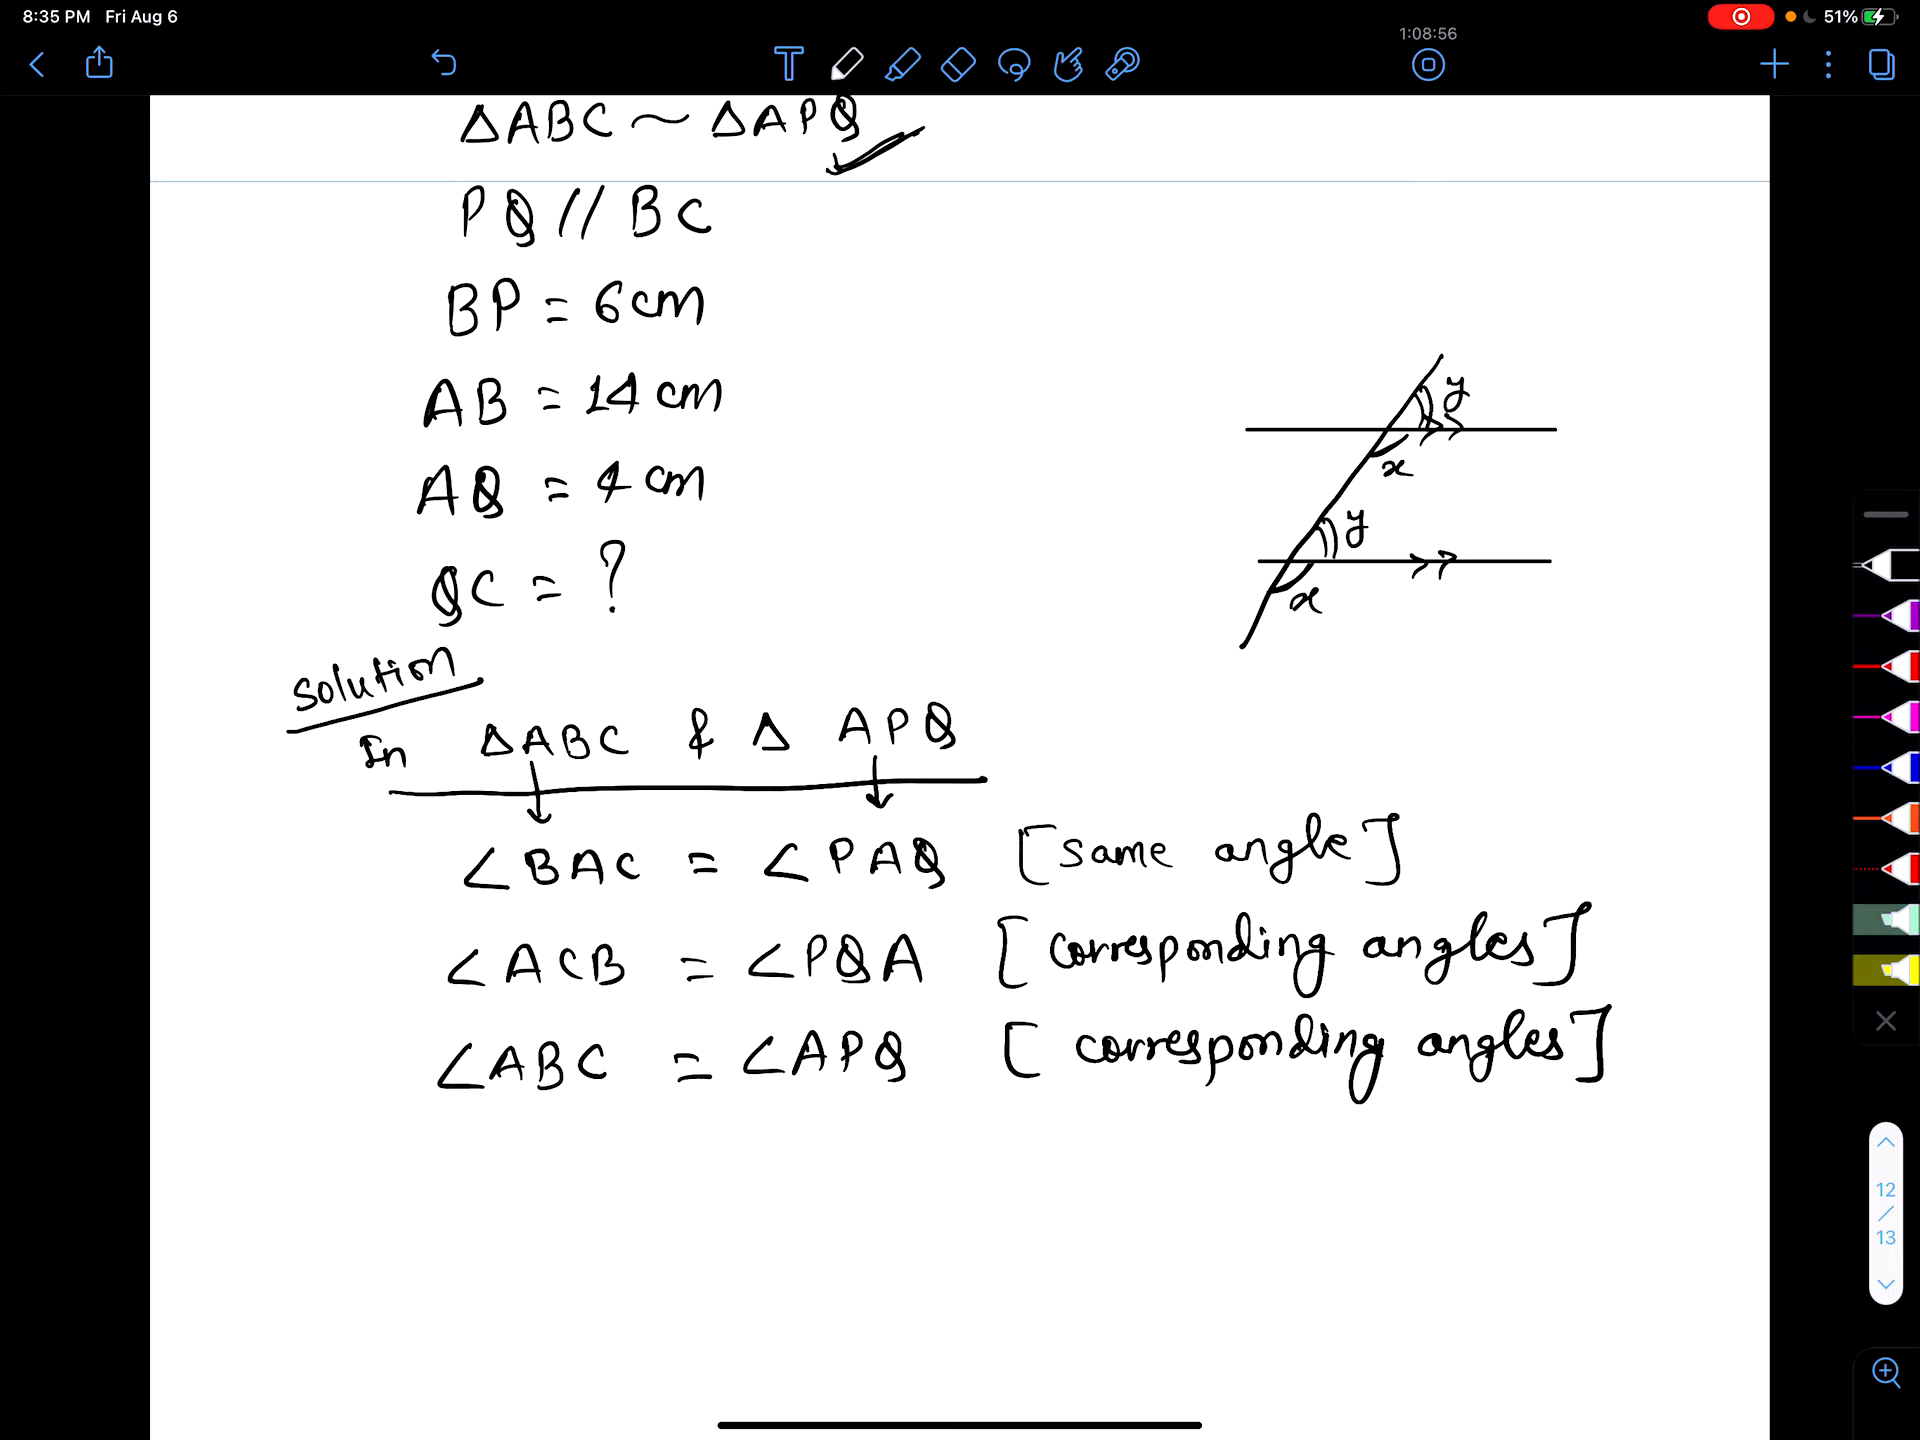 8:35 PM Fri Aug 6
51%
1:08:56
T
ΔABC ~ ΔAPQ
PQ // BC
BP = 6cm
AB = 14 cm
AQ = 4 cm
QC = ?
y
x
y
x
Solution
In ΔABC & Δ APQ
∠BAC = ∠PAQ [same angle]
∠ACB = ∠PQA [corresponding angles]
∠ABC = ∠APQ [corresponding angles]
12
/
13